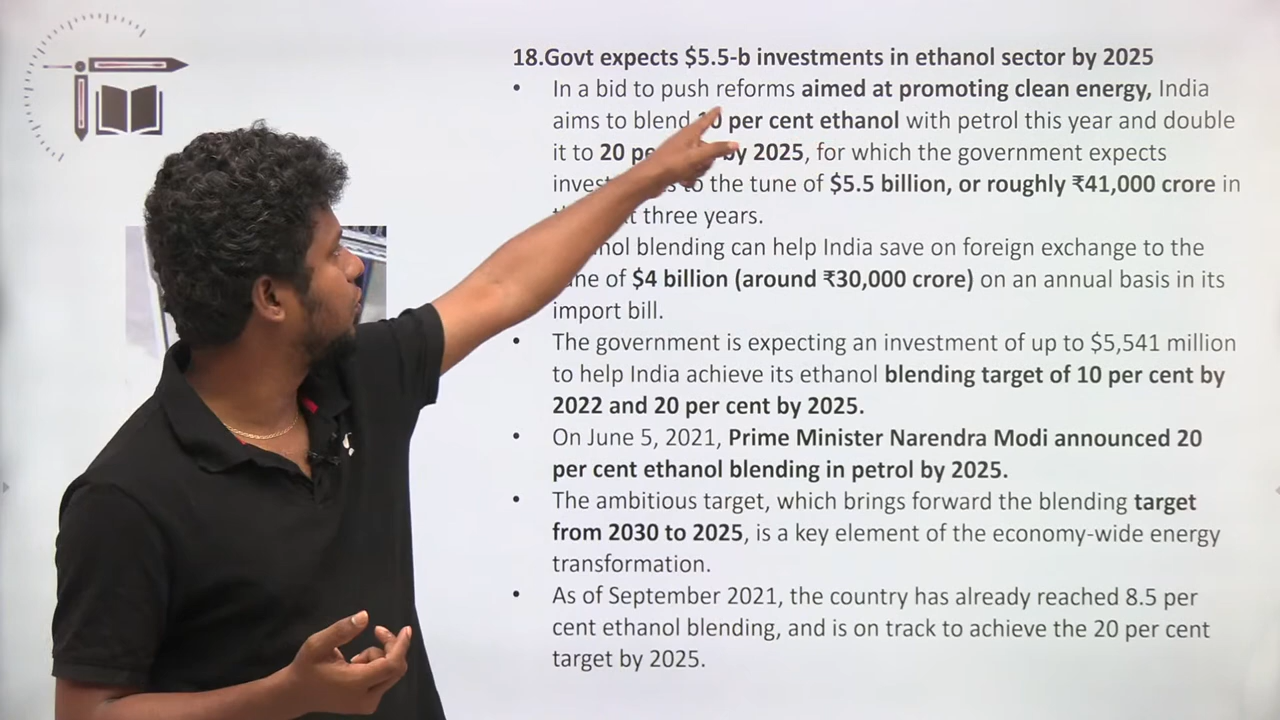 18.Govt expects $5.5-b investments in ethanol sector by 2025
• In a bid to push reforms aimed at promoting clean energy, India
aims to blend 10 per cent ethanol with petrol this year and double
it to 20 by 2025, for which the government expects
the tune of $5.5 billion, or roughly ₹41,000 crore in
three years.
blending can help India save on foreign exchange to the
of $4 billion (around ₹30,000 crore) on an annual basis in its
import bill.
• The government is expecting an investment of up to $5,541 million
to help India achieve its ethanol blending target of 10 per cent by
2022 and 20 per cent by 2025.
• On June 5, 2021, Prime Minister Narendra Modi announced 20
per cent ethanol blending in petrol by 2025.
• The ambitious target, which brings forward the blending target
from 2030 to 2025, is a key element of the economy-wide energy
transformation.
• As of September 2021, the country has already reached 8.5 per
cent ethanol blending, and is on track to achieve the 20 per cent
target by 2025.